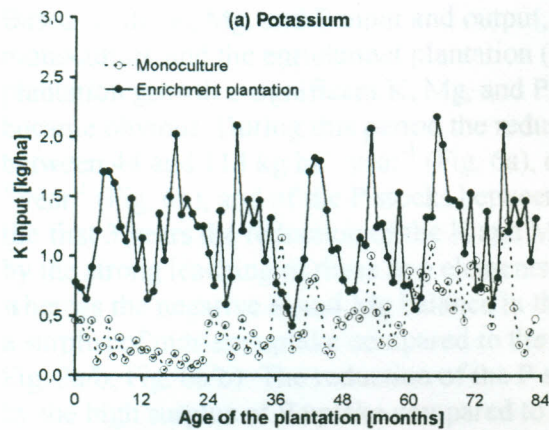 (a) Potassium
Monoculture
Enrichment plantation
K input [kg/ha]
3.0
2.5
2.0
1.5
1.0
0.5
0.0
0 12 24 36 48 60 72 84
Age of the plantation [months]